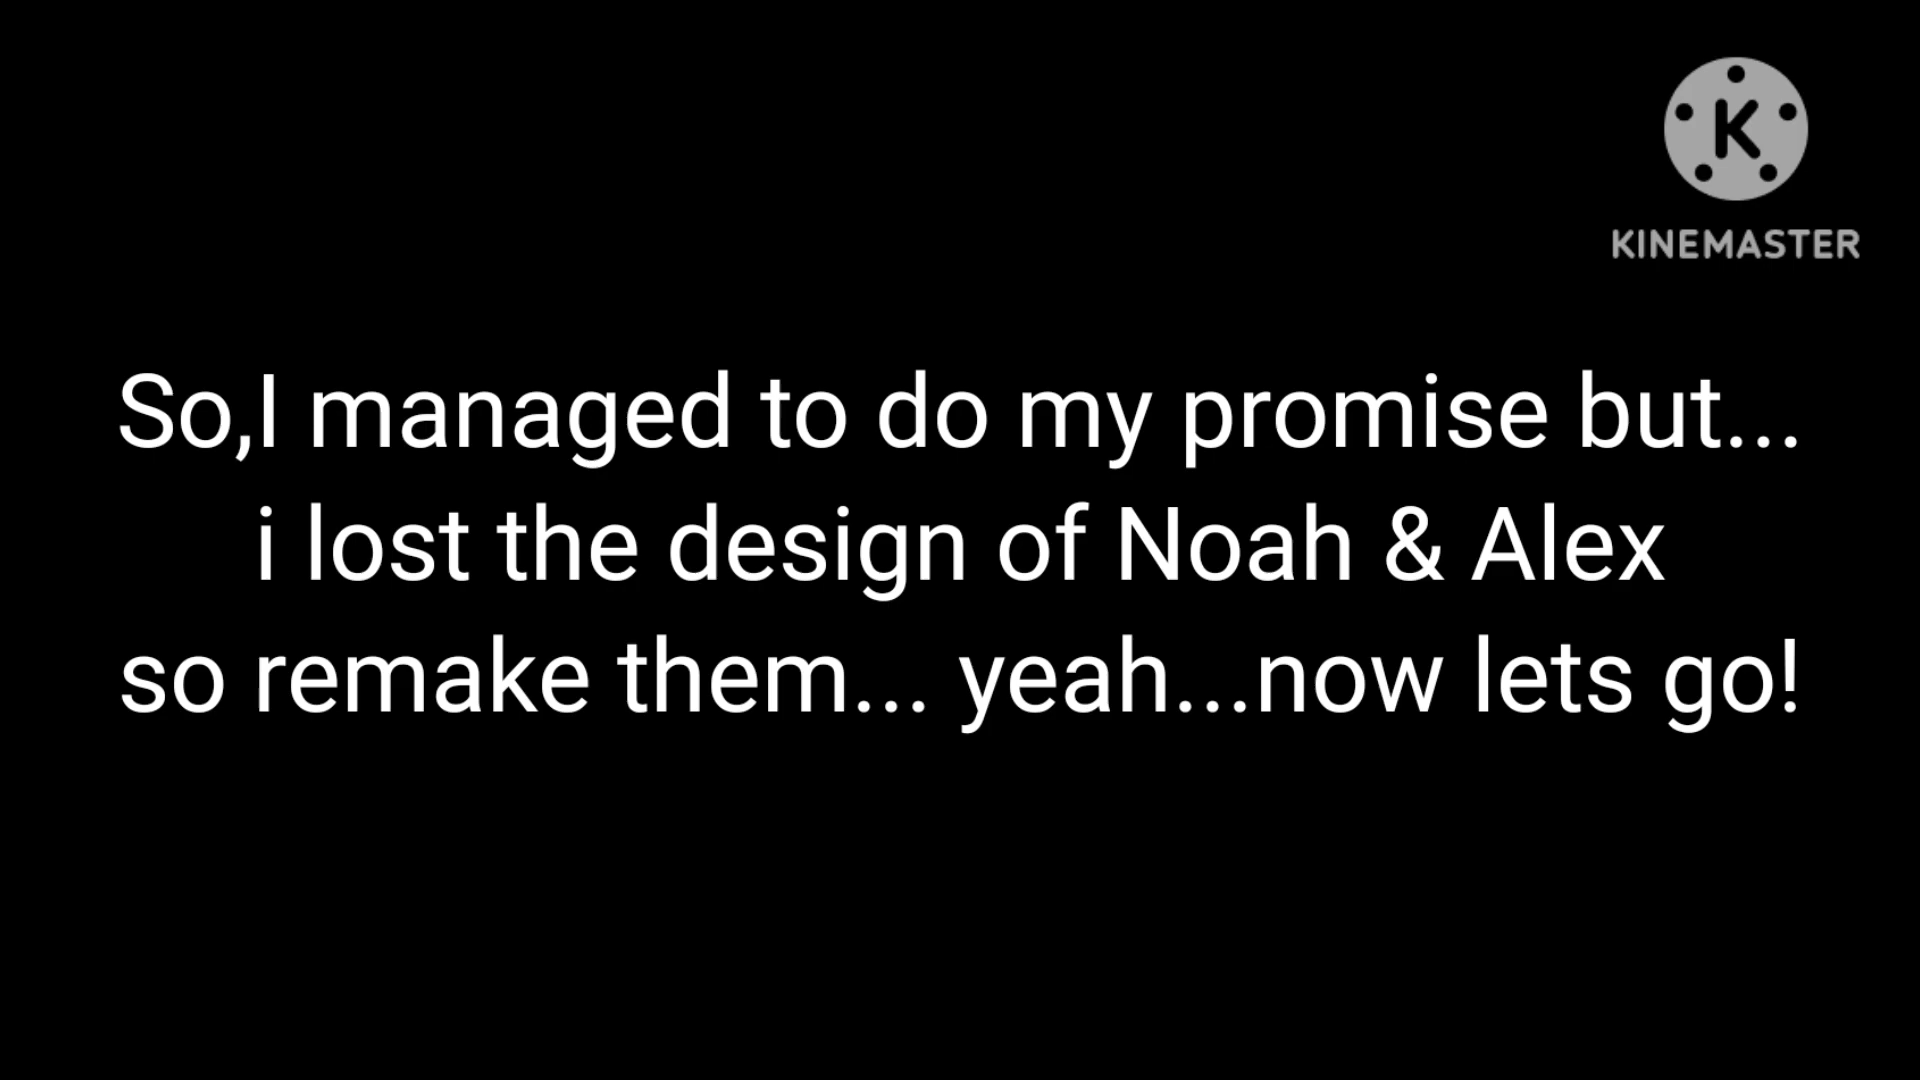 K
KINEMASTER
So,I managed to do my promise but...
i lost the design of Noah & Alex
so remake them... yeah...now lets go!